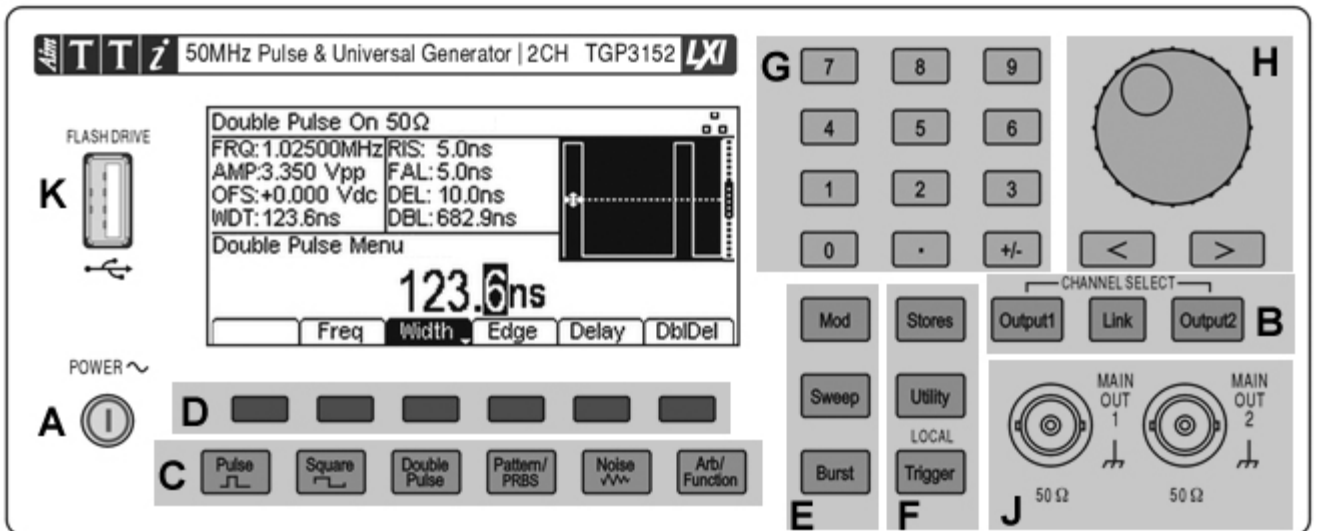 Aim TTi 50MHz Pulse & Universal Generator | 2CH TGP3152 LXI
FLASH DRIVE
K
Double Pulse On 50Ω
FRQ:1.02500MHz RIS: 5.0ns
AMP:3.350 Vpp FAL:5.0ns
OFS:+0.000 Vdc DEL: 10.0ns
WDT:123.6ns DBL:682.9ns
Double Pulse Menu
123.6ns
Freq Width Edge Delay DblDel
POWER
A
D
C
Pulse
Square
Double
Pulse
Pattern/
PRBS
Noise
Arb/
Function
G
7 8 9
4 5 6
1 2 3
0 . +/-
H
< >
Mod
Sweep
Burst
E
Stores
Utility
LOCAL
Trigger
F
CHANNEL SELECT
Output1 Link Output2
B
MAIN
OUT
1
MAIN
OUT
2
50 Ω
50 Ω
J